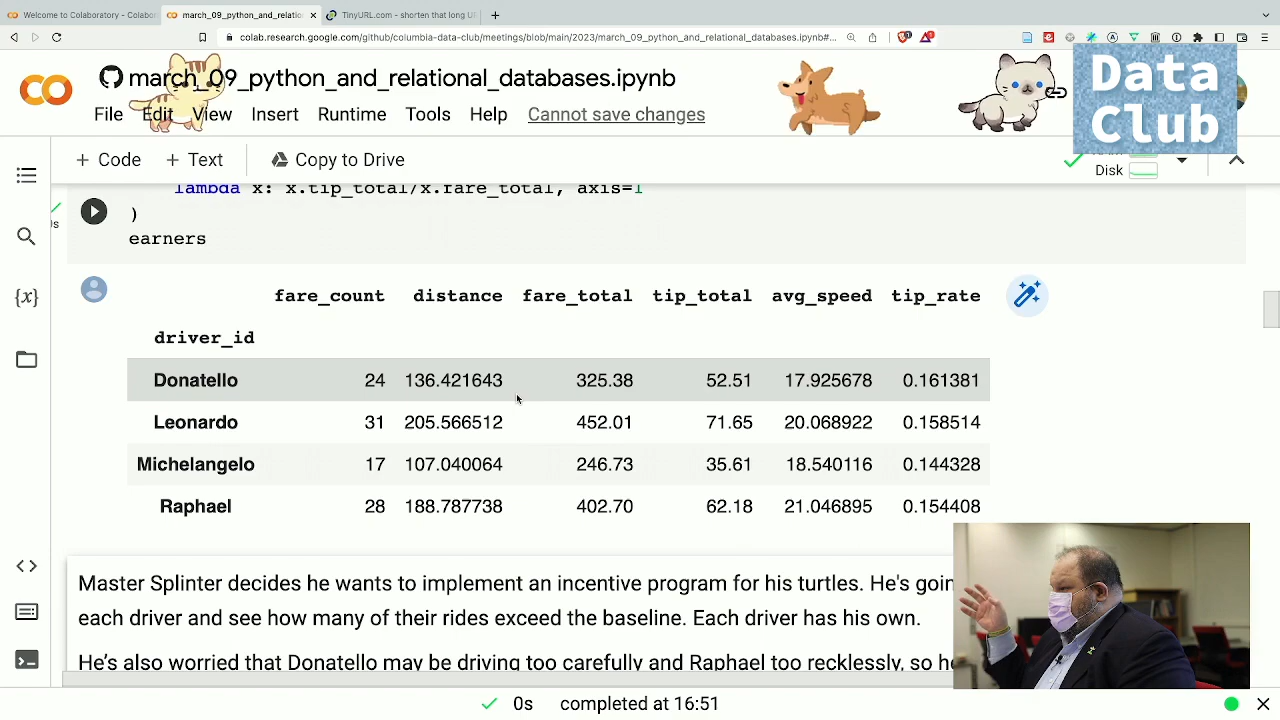 Welcome to Colaboratory - Colabor
march_09_python_and_relatio
TinyURL.com - shorten that long U
colab.research.google.com/github/columbia-data-club/meetings/blob/main/2023/march_09_python_and_relational_databases.ipynb#...
march_09_python_and_relational_databases.ipynb
File Edit View Insert Runtime Tools Help Cannot save changes
Data
Club
+ Code + Text Copy to Drive
Disk
lambda x: x.tip_total/x.fare_total, axis=1
)
0s
earners
{x}
fare_count distance fare_total tip_total avg_speed tip_rate
driver_id
Donatello 24 136.421643 325.38 52.51 17.925678 0.161381
Leonardo 31 205.566512 452.01 71.65 20.068922 0.158514
Michelangelo 17 107.040064 246.73 35.61 18.540116 0.144328
Raphael 28 188.787738 402.70 62.18 21.046895 0.154408
Master Splinter decides he wants to implement an incentive program for his turtles. He's goin
each driver and see how many of their rides exceed the baseline. Each driver has his own.
He's also worried that Donatello may be driving too carefully and Raphael too recklessly, so he
0s completed at 16:51